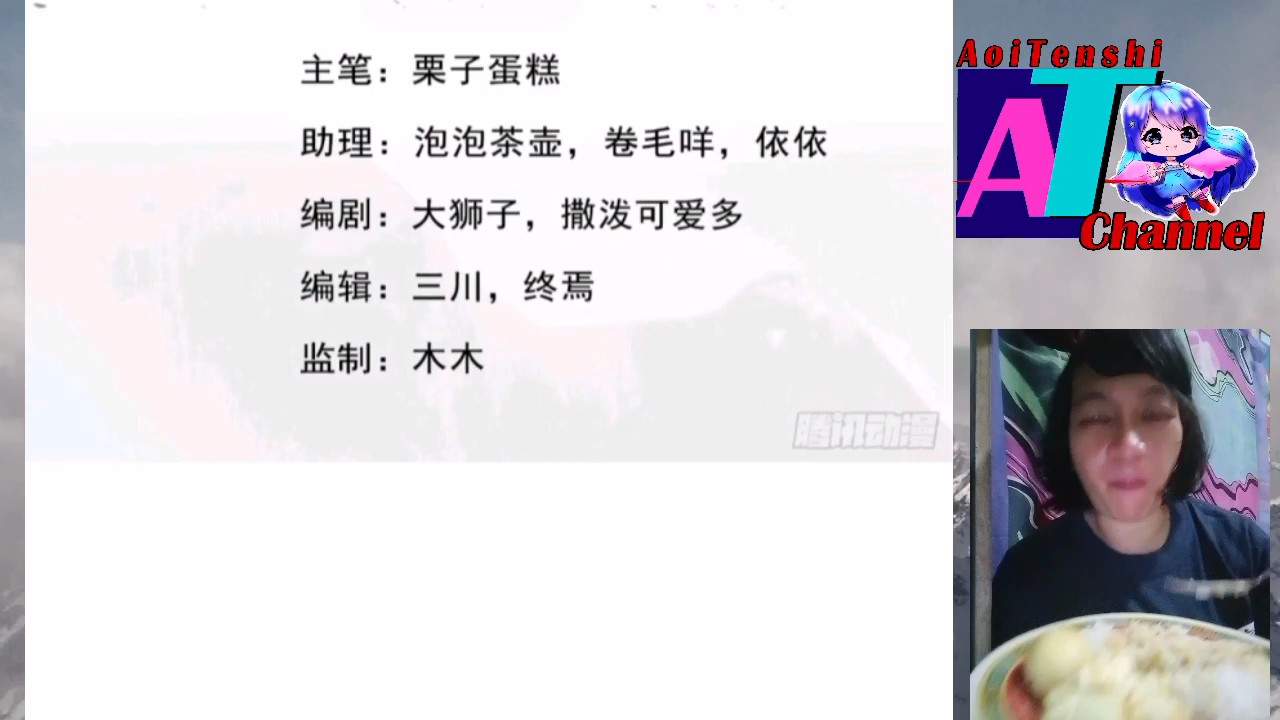 主笔：栗子蛋糕
助理：泡泡茶壶，卷毛咩，依依
编剧：大狮子，撒泼可爱多
编辑：三川，终焉
监制：木木
腾讯动漫
AoiTenshi
AT
Channel